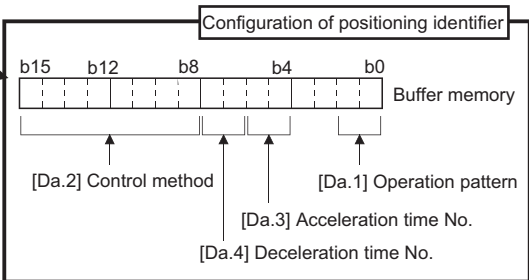 Configuration of positioning identifier
b15 b12 b8 b4 b0
Buffer memory
[Da.2] Control method
[Da.1] Operation pattern
[Da.3] Acceleration time No.
[Da.4] Deceleration time No.